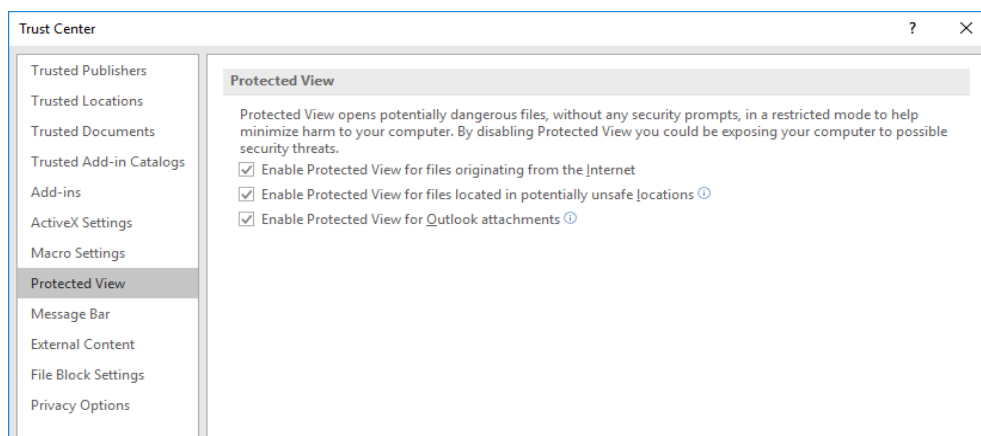 Trust Center
?
Trusted Publishers
Trusted Locations
Trusted Documents
Trusted Add-in Catalogs
Add-ins
ActiveX Settings
Macro Settings
Protected View
Message Bar
External Content
File Block Settings
Privacy Options
Protected View
Protected View opens potentially dangerous files, without any security prompts, in a restricted mode to help
minimize harm to your computer. By disabling Protected View you could be exposing your computer to possible
security threats.
Enable Protected View for files originating from the Internet
Enable Protected View for files located in potentially unsafe locations
Enable Protected View for Outlook attachments